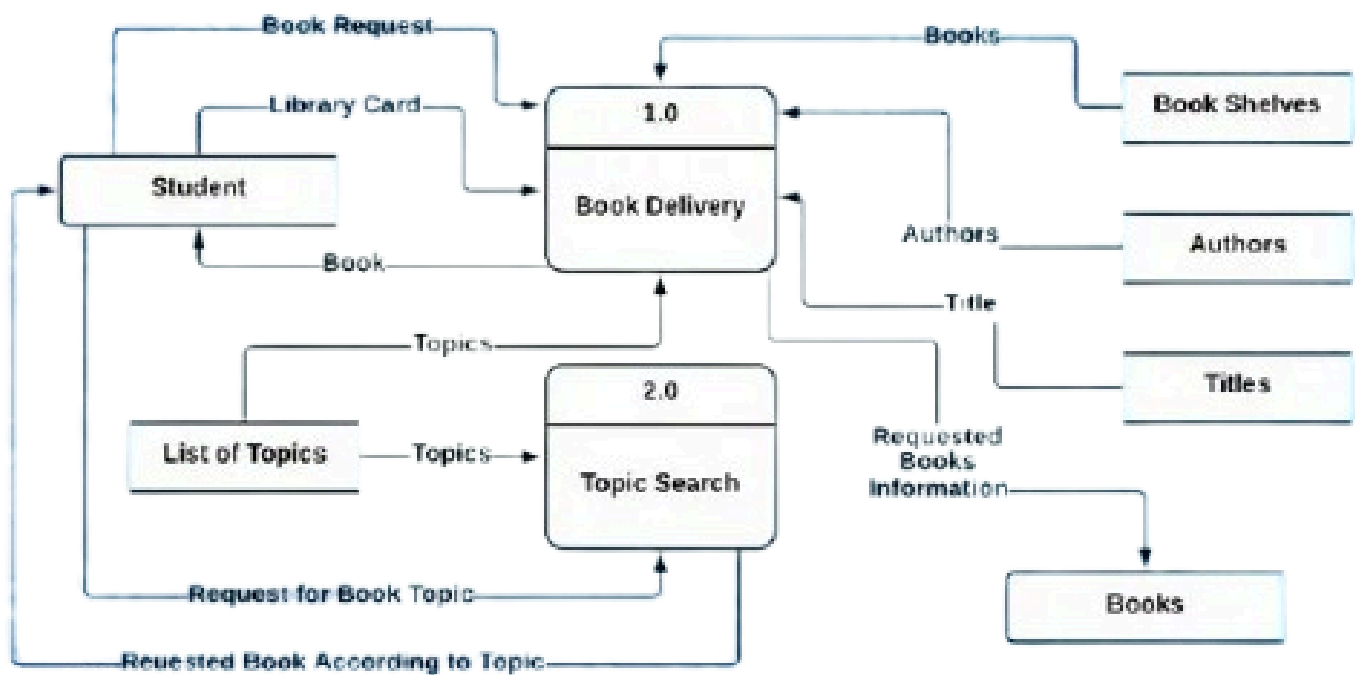 Book Request
Books
Library Card
1.0
Book Shelves
Student
Book Delivery
Authors
Authors
Book
Title
Topics
2.0
Titles
List of Topics
Topics
Topic Search
Requested
Books
Information
Request for Book Topic
Books
Reuested Book According to Topic